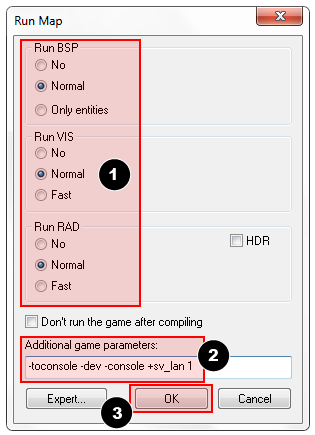 Run Map
Run BSP
No
Normal
Only entities
Run VIS
No
Normal
1
Fast
Run RAD
No
HDR
Normal
Fast
Don't run the game after compiling
Additional game parameters:
2
-toconsole -dev -console +sv_lan 1
Expert...
OK
Cancel
3